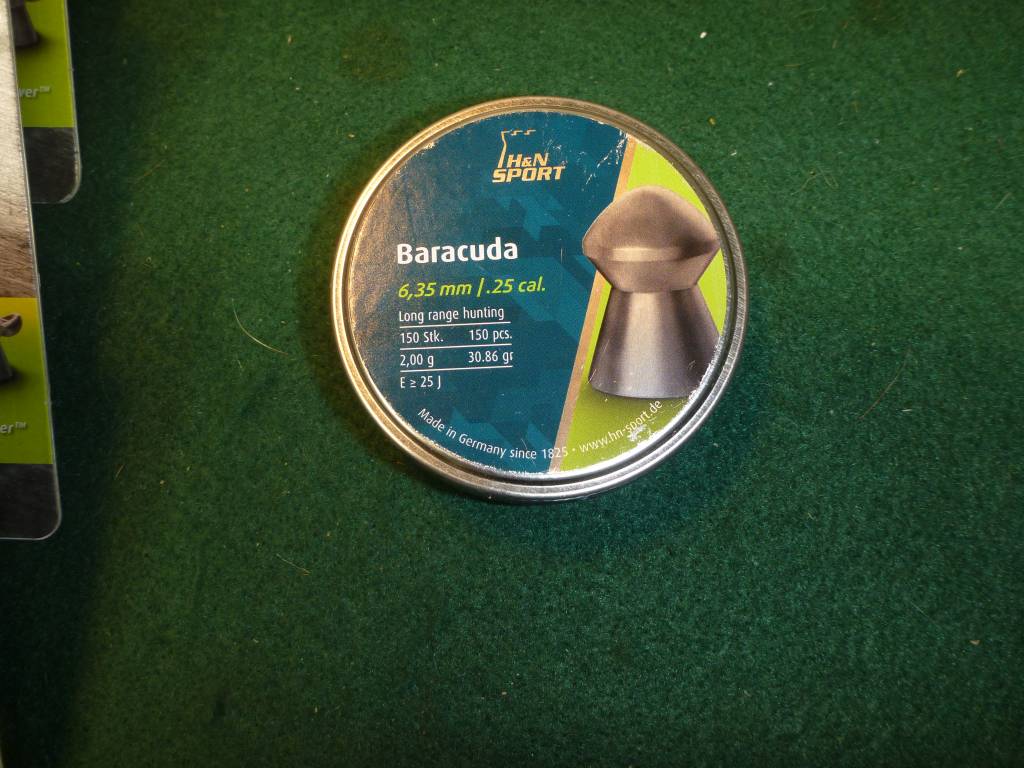 H&N
SPORT
Baracuda
6,35 mm | .25 cal.
Long range hunting
150 Stk. 150 pcs.
2,00 g 30.86 gr
E ≥ 25 J
Made in Germany since 1825 • www.hn-sport.de